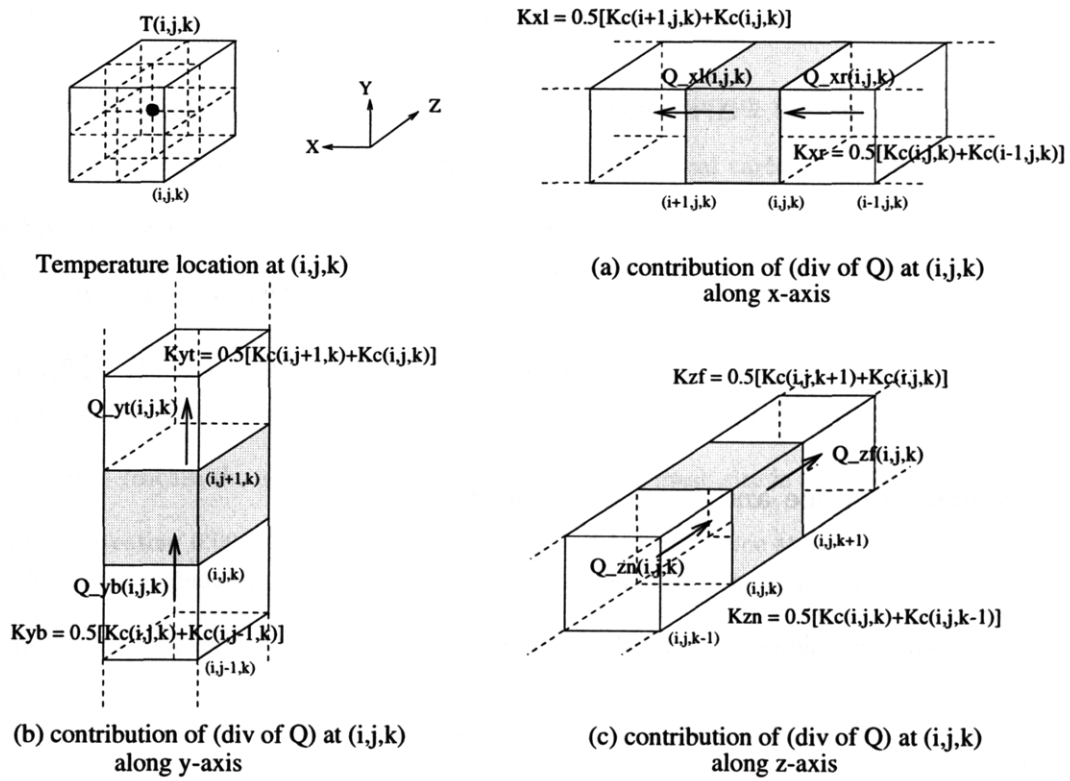 T(i,j,k)
Y
Z
X
(i,j,k)
Temperature location at (i,j,k)
Kxl = 0.5[Kc(i+1,j,k)+Kc(i,j,k)]
Q_xl(i,j,k)
Q_xr(i,j,k)
Kxr = 0.5[Kc(i,j,k)+Kc(i-1,j,k)]
(i+1,j,k)
(i,j,k)
(i-1,j,k)
(a) contribution of (div of Q) at (i,j,k)
along x-axis
Kyt = 0.5[Kc(i,j+1,k)+Kc(i,j,k)]
Q_yt(i,j,k)
(i,j+1,k)
(i,j,k)
Q_yb(i,j,k)
Kyb = 0.5[Kc(i,j,k)+Kc(i,j-1,k)]
(i,j-1,k)
(b) contribution of (div of Q) at (i,j,k)
along y-axis
Kzf = 0.5[Kc(i,j,k+1)+Kc(i,j,k)]
Q_zf(i,j,k)
(i,j,k+1)
Q_zn(i,j,k)
(i,j,k)
Kzn = 0.5[Kc(i,j,k)+Kc(i,j,k-1)]
(i,j,k-1)
(c) contribution of (div of Q) at (i,j,k)
along z-axis